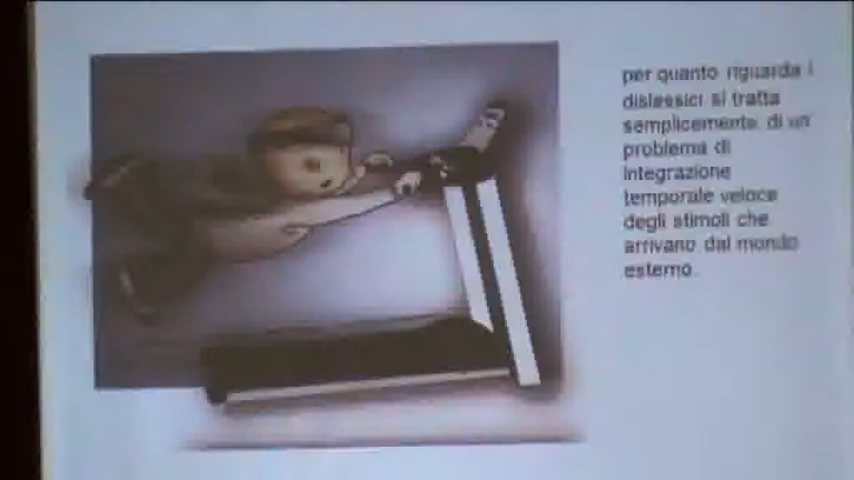 per quanto riguarda i
dislessici si tratta
semplicemente di un
problema di
integrazione
temporale veloce
degli stimoli che
arrivano dal mondo
esterno.